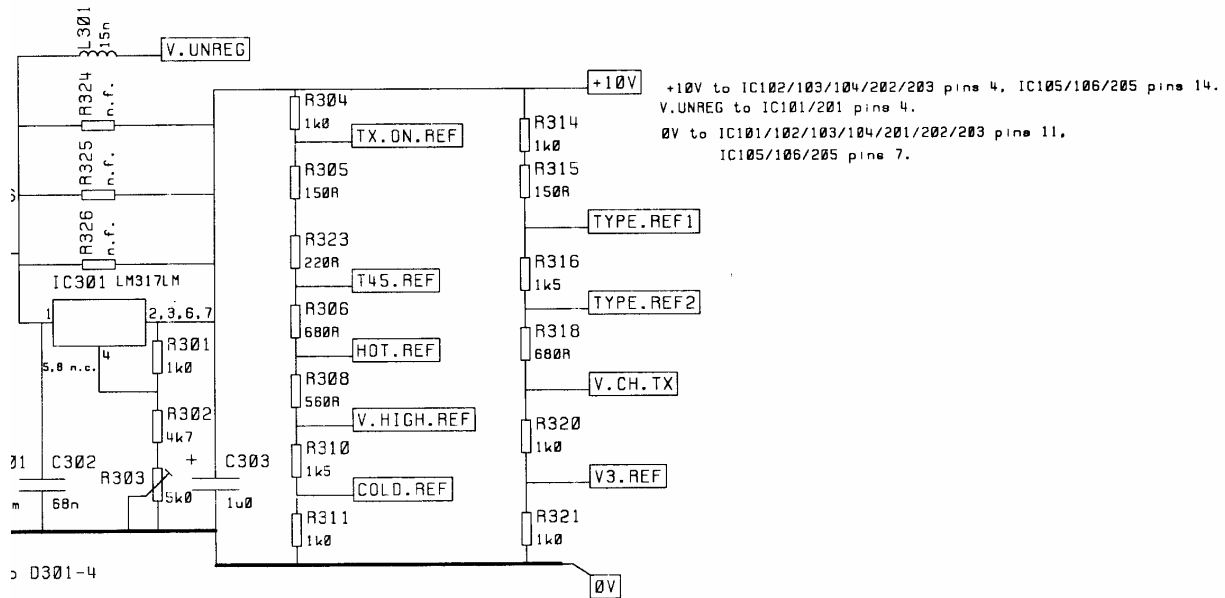 L301
15n
V.UNREG
R324
n.f.
R325
n.f.
R326
n.f.
IC301 LM317LM
1
2,3,6,7
4
5,8 n.c.
R301
1k0
R302
4k7
R303
5k0
C302
68n
+
C303
1u0
R304
1k0
TX.ON.REF
R305
150R
R323
220R
T45.REF
R306
680R
HOT.REF
R308
560R
V.HIGH.REF
R310
1k5
COLD.REF
R311
1k0
+10V
R314
1k0
R315
150R
TYPE.REF1
R316
1k5
TYPE.REF2
R318
680R
V.CH.TX
R320
1k0
V3.REF
R321
1k0
0V
+10V to IC102/103/104/202/203 pins 4, IC105/106/205 pins 14.
V.UNREG to IC101/201 pins 4.
0V to IC101/102/103/104/201/202/203 pins 11,
IC105/106/205 pins 7.
D301-4